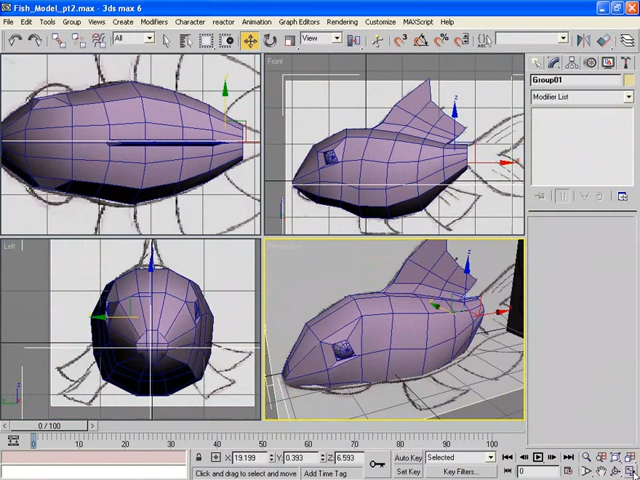 Fish_Model_pt2.max - 3ds max 6
File Edit Tools Group Views Create Modifiers Character reactor Animation Graph Editors Rendering Customize MAXScript Help
All View
Front
Group01
Modifier List
Left
0 / 100
0 10 20 30 40 50 60 70 80 90 100
X: 19.199 Y: 0.393 Z: 6.593 Auto Key Selected
Click and drag to select and move Add Time Tag Set Key Key Filters... 0